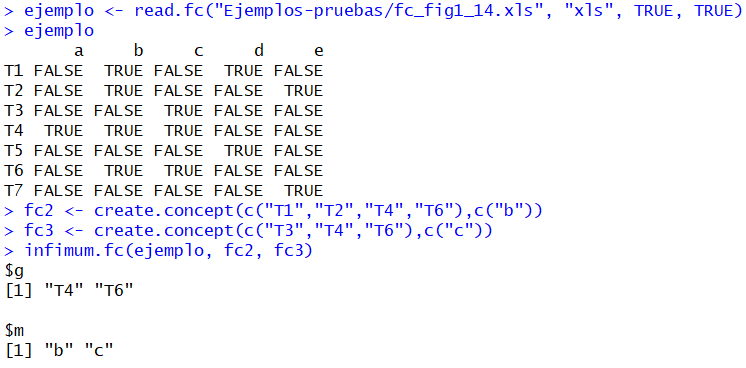 > ejemplo <- read.fc("Ejemplos-pruebas/fc_fig1_14.xls", "xls", TRUE, TRUE)
> ejemplo
       a     b     c     d     e
T1 FALSE  TRUE FALSE  TRUE FALSE
T2 FALSE  TRUE FALSE FALSE  TRUE
T3 FALSE FALSE  TRUE FALSE FALSE
T4  TRUE  TRUE  TRUE FALSE FALSE
T5 FALSE FALSE FALSE  TRUE FALSE
T6 FALSE  TRUE  TRUE FALSE FALSE
T7 FALSE FALSE FALSE FALSE  TRUE
> fc2 <- create.concept(c("T1","T2","T4","T6"),c("b"))
> fc3 <- create.concept(c("T3","T4","T6"),c("c"))
> infimum.fc(ejemplo, fc2, fc3)
$g
[1] "T4" "T6"

$m
[1] "b" "c"